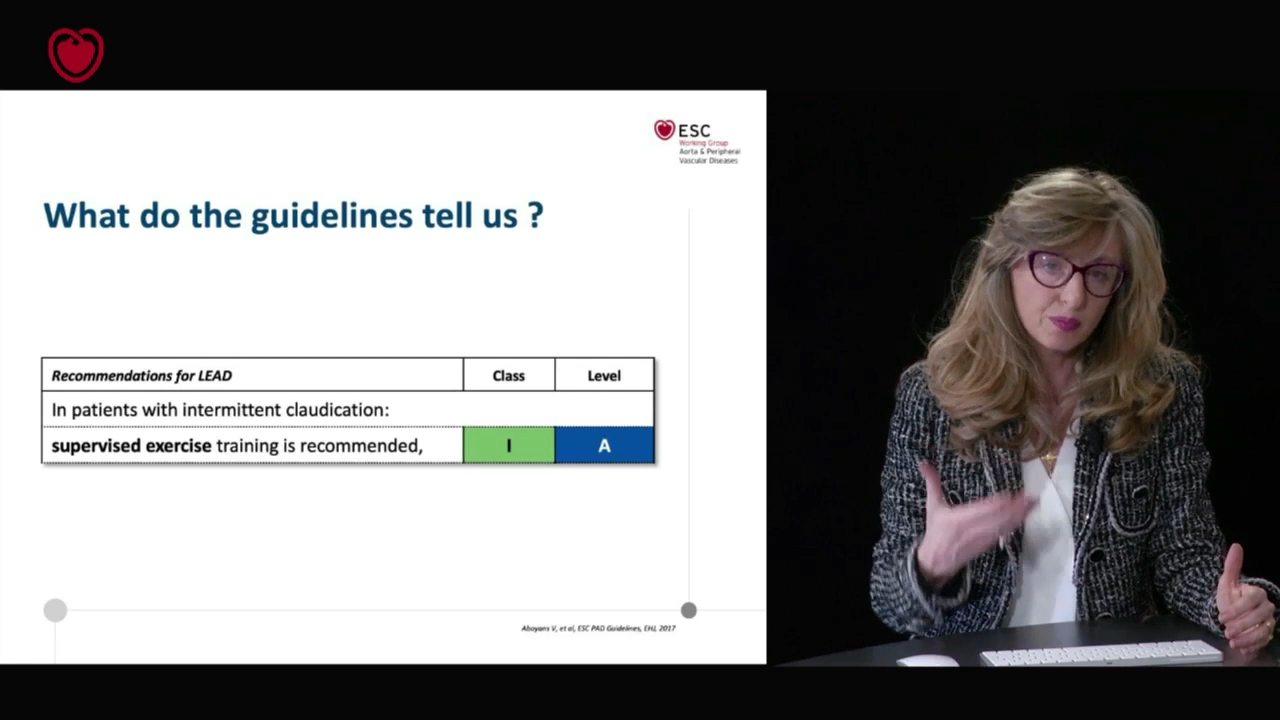 ESC
Working Group
Aorta & Peripheral
Vascular Diseases
What do the guidelines tell us ?
Recommendations for LEAD Class Level
In patients with intermittent claudication:
supervised exercise training is recommended, I A
Aboyans V, et al, ESC PAD Guidelines, EHJ, 2017